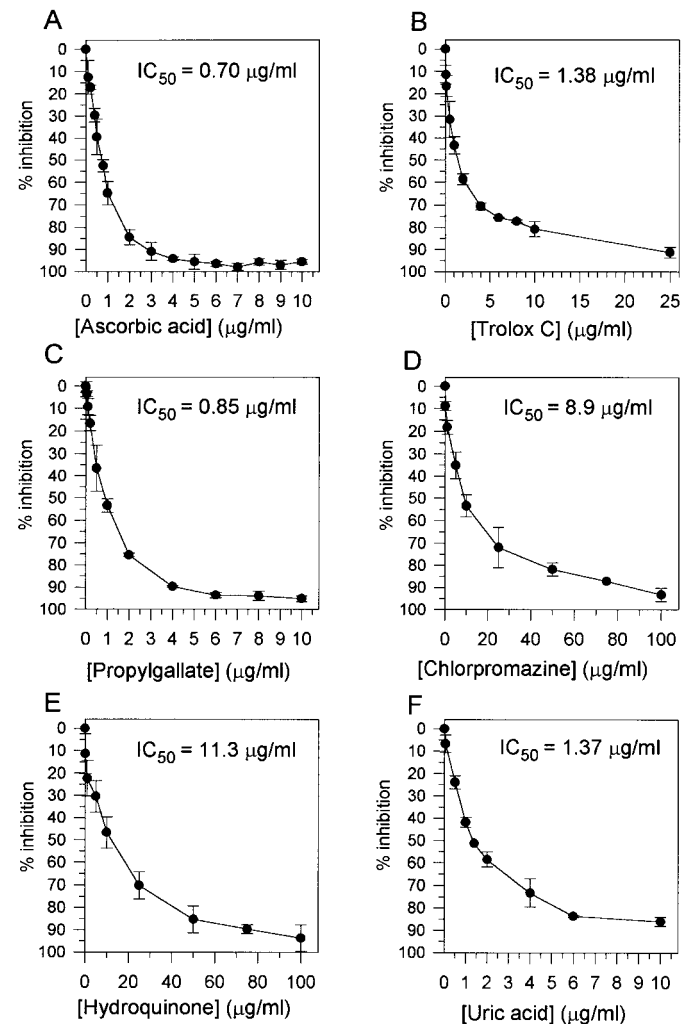 A
B
0
10
20
30
40
50
60
70
80
90
100
% inhibition
IC50 = 0.70 μg/ml
0 1 2 3 4 5 6 7 8 9 10
[Ascorbic acid] (μg/ml)
0
10
20
30
40
50
60
70
80
90
100
% inhibition
IC50 = 1.38 μg/ml
0 5 10 15 20 25
[Trolox C] (μg/ml)
C
D
0
10
20
30
40
50
60
70
80
90
100
% inhibition
IC50 = 0.85 μg/ml
0 1 2 3 4 5 6 7 8 9 10
[Propylgallate] (μg/ml)
0
10
20
30
40
50
60
70
80
90
100
% inhibition
IC50 = 8.9 μg/ml
0 20 40 60 80 100
[Chlorpromazine] (μg/ml)
E
F
0
10
20
30
40
50
60
70
80
90
100
% inhibition
IC50 = 11.3 μg/ml
0 20 40 60 80 100
[Hydroquinone] (μg/ml)
0
10
20
30
40
50
60
70
80
90
100
% inhibition
IC50 = 1.37 μg/ml
0 1 2 3 4 5 6 7 8 9 10
[Uric acid] (μg/ml)